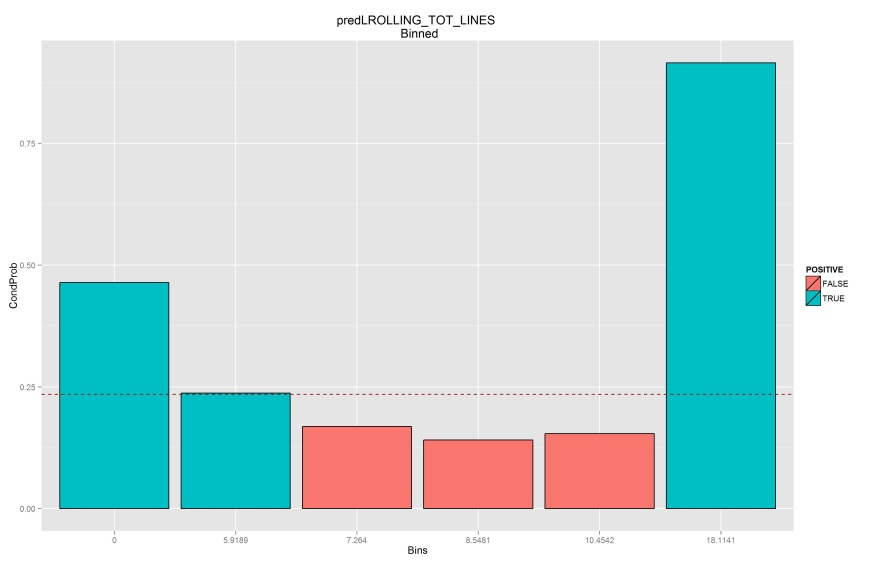 predLROLLING_TOT_LINES
Binned
CondProb
0.75
0.50
0.25
0.00
0 5.9189 7.264 8.5481 10.4542 18.1141
Bins
POSITIVE
FALSE
TRUE